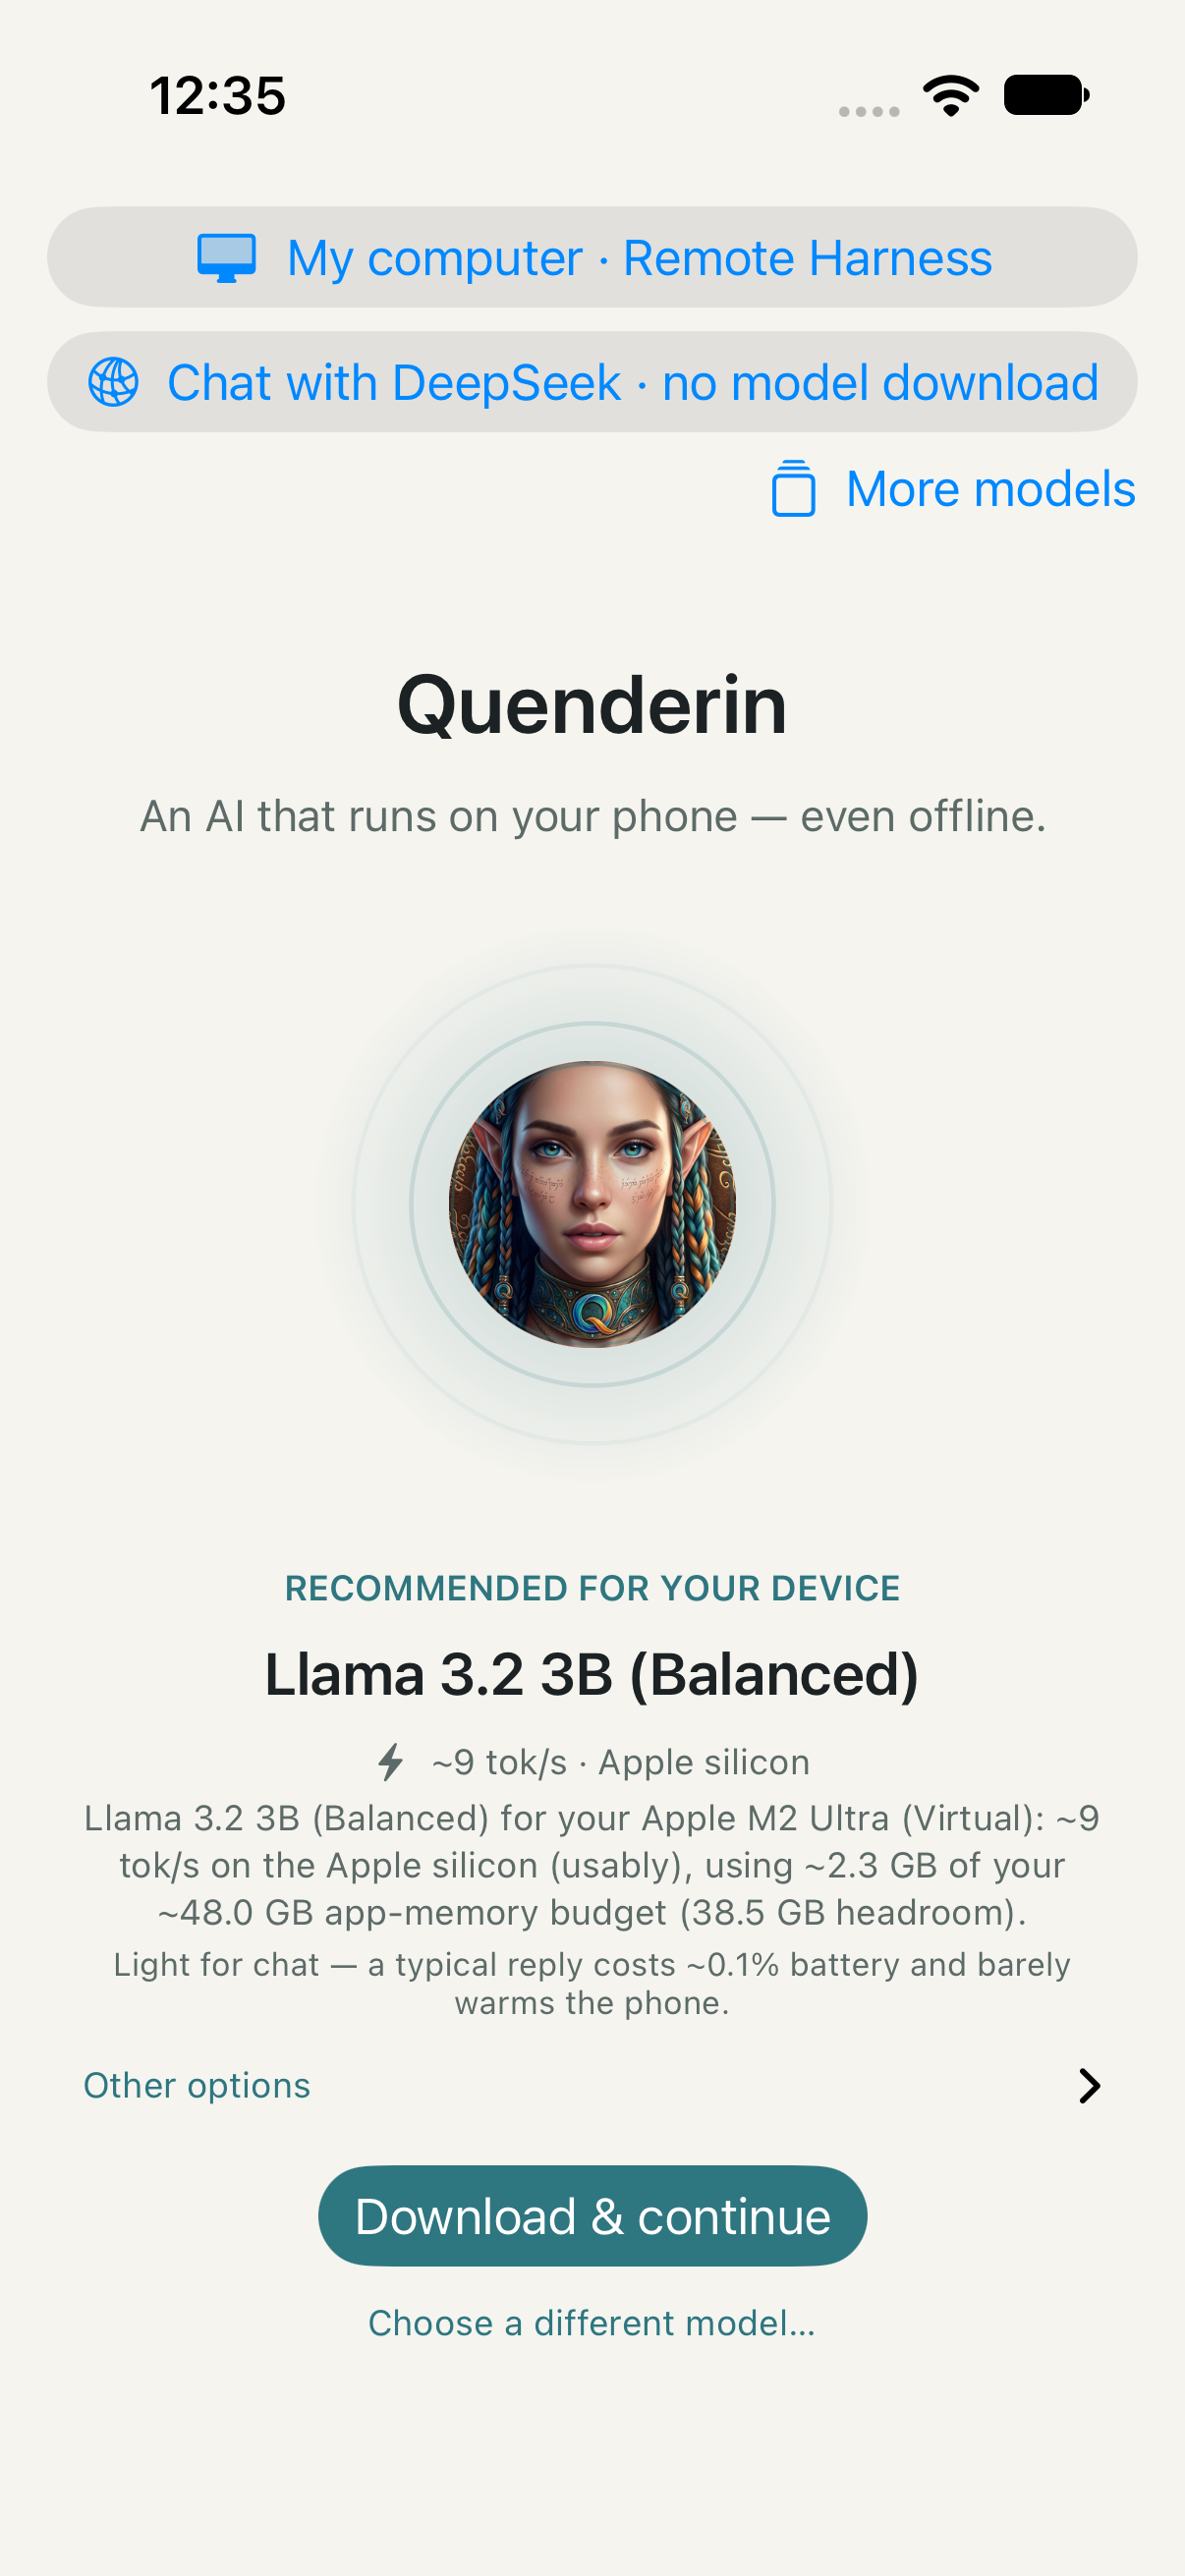 12:35
My computer · Remote Harness
Chat with DeepSeek · no model download
More models
Quenderin
An AI that runs on your phone — even offline.
Q
Q
Q
RECOMMENDED FOR YOUR DEVICE
Llama 3.2 3B (Balanced)
~9 tok/s · Apple silicon
Llama 3.2 3B (Balanced) for your Apple M2 Ultra (Virtual): ~9
tok/s on the Apple silicon (usably), using ~2.3 GB of your
~48.0 GB app-memory budget (38.5 GB headroom).
Light for chat — a typical reply costs ~0.1% battery and barely
warms the phone.
Other options
Download & continue
Choose a different model...